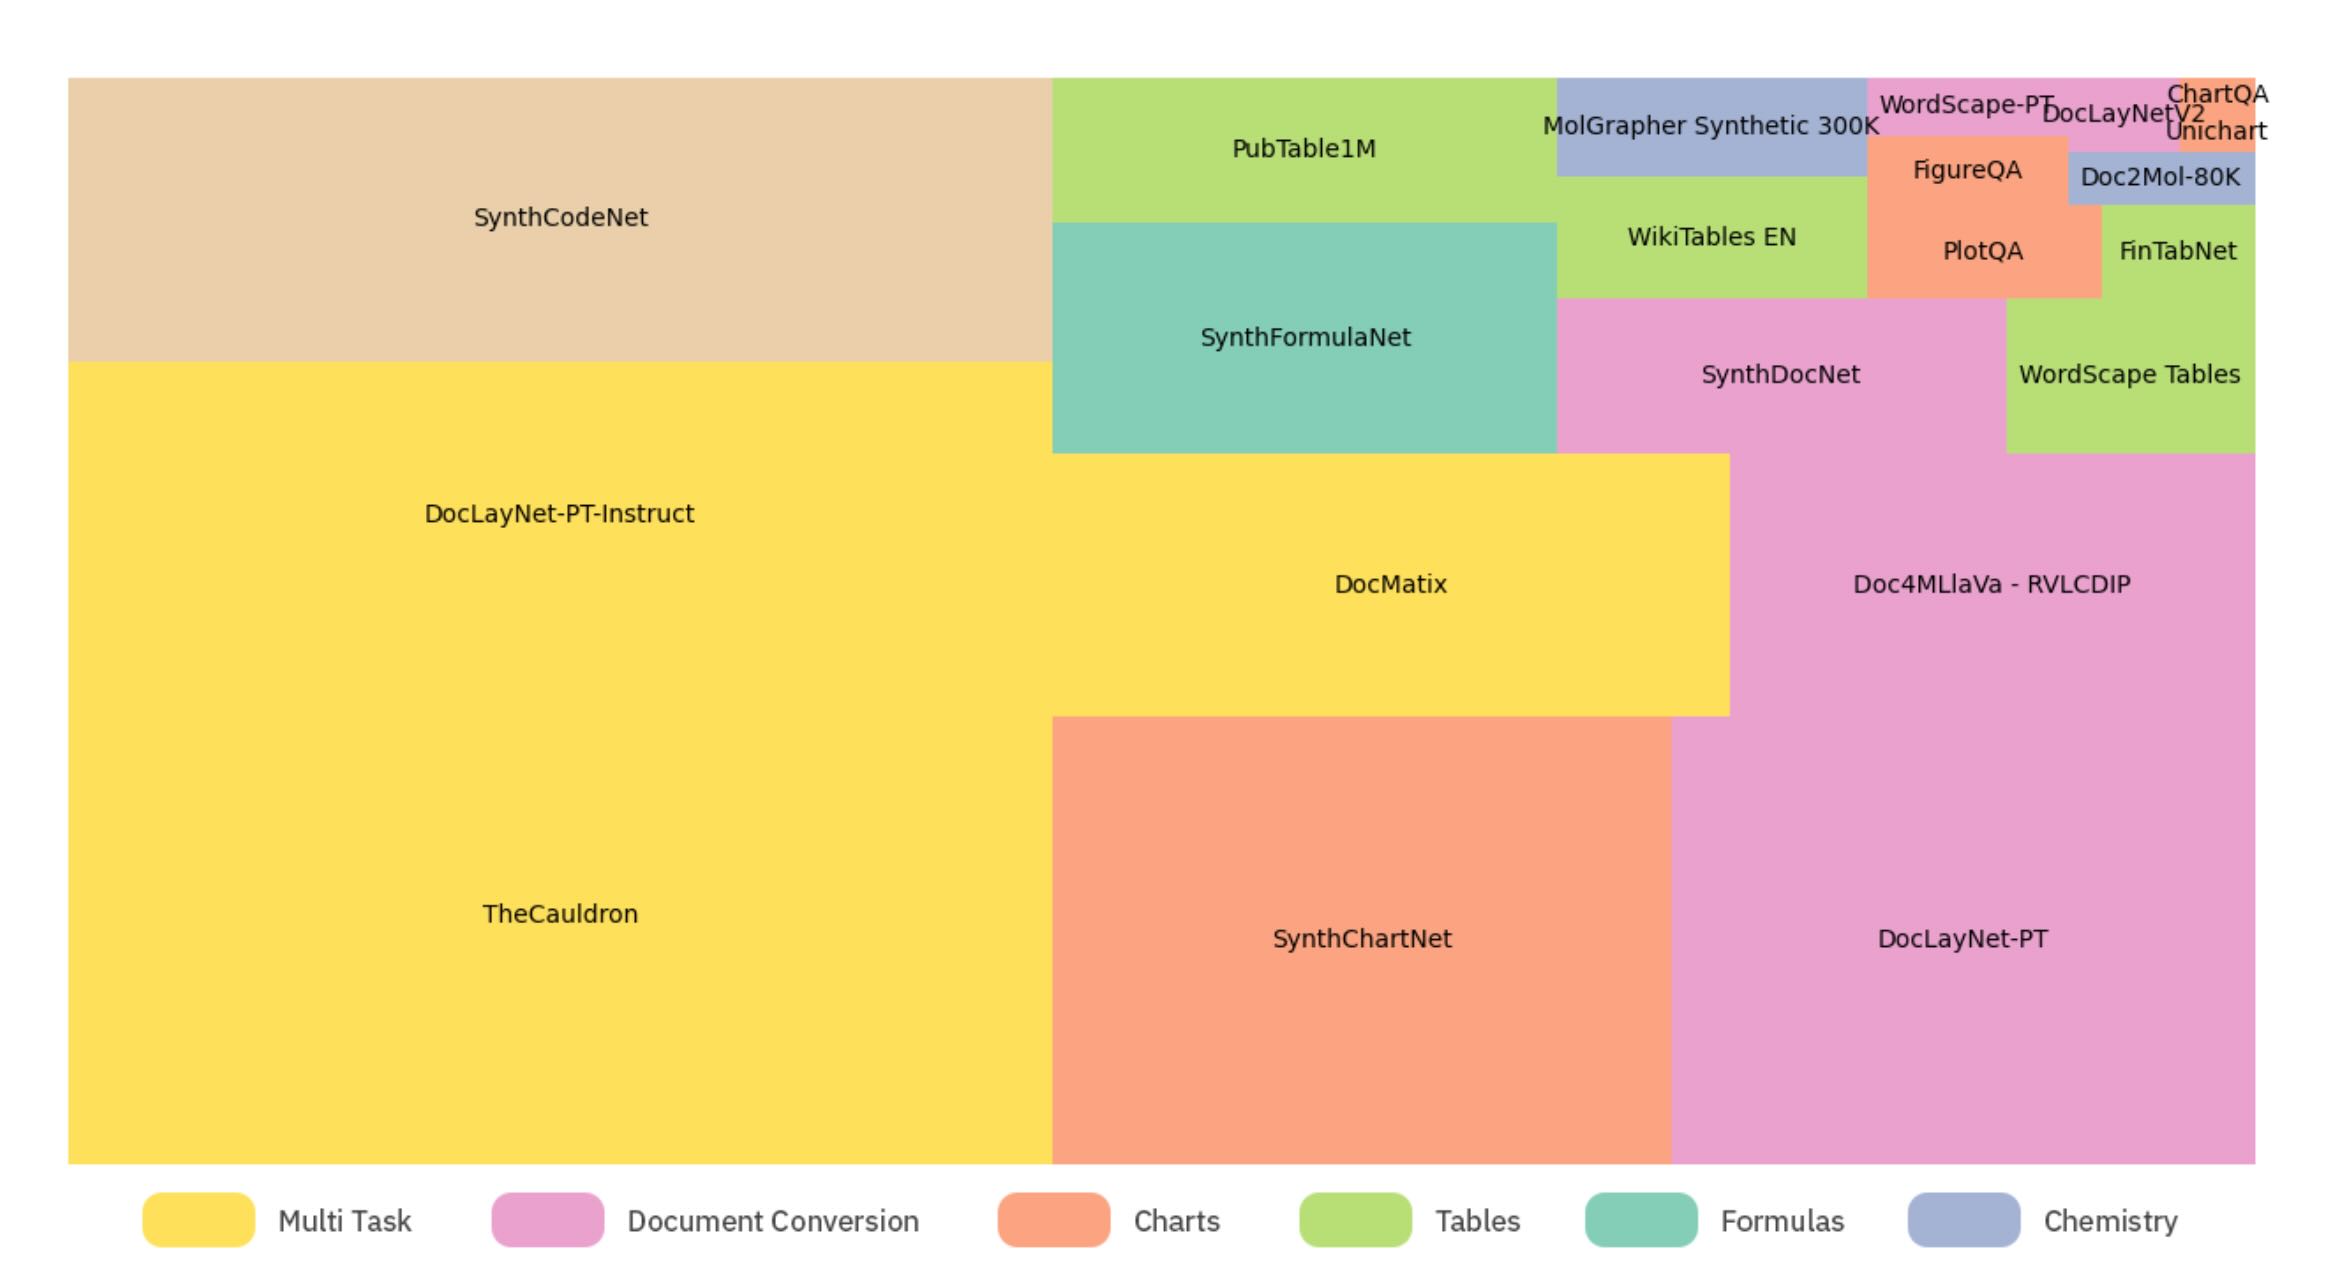 SynthCodeNet
DocLayNet-PT-Instruct
TheCauldron
PubTable1M
SynthFormulaNet
DocMatix
SynthChartNet
MolGrapher Synthetic 300K
WikiTables EN
SynthDocNet
WordScape-PT
DocLayNetV2
ChartQA
Unichart
FigureQA
Doc2Mol-80K
PlotQA
FinTabNet
WordScape Tables
Doc4MLlaVa - RVLCDIP
DocLayNet-PT
Multi Task
Document Conversion
Charts
Tables
Formulas
Chemistry